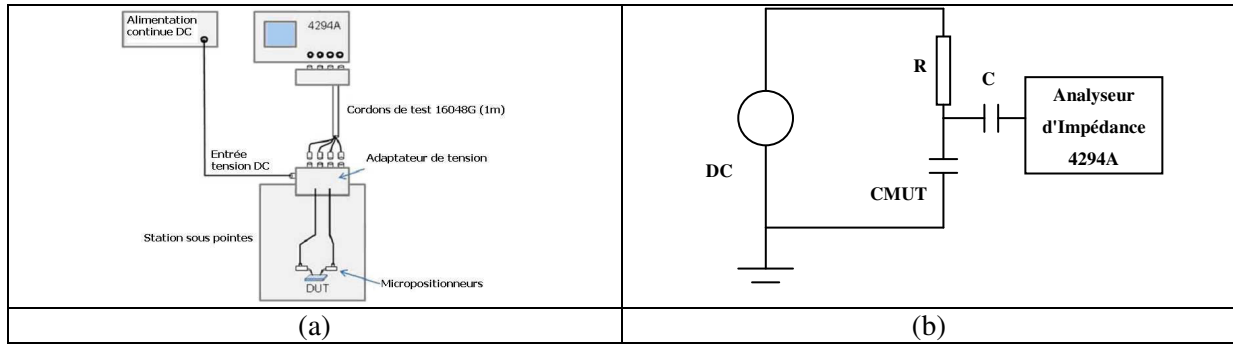 Alimentation
continue DC
4294A
Cordons de test 16048G (1m)
Entrée
tension DC
Adaptateur de tension
Station sous pointes
DUT
Micropositionneurs
(a)
R
C
Analyseur
d'Impédance
4294A
DC
CMUT
(b)